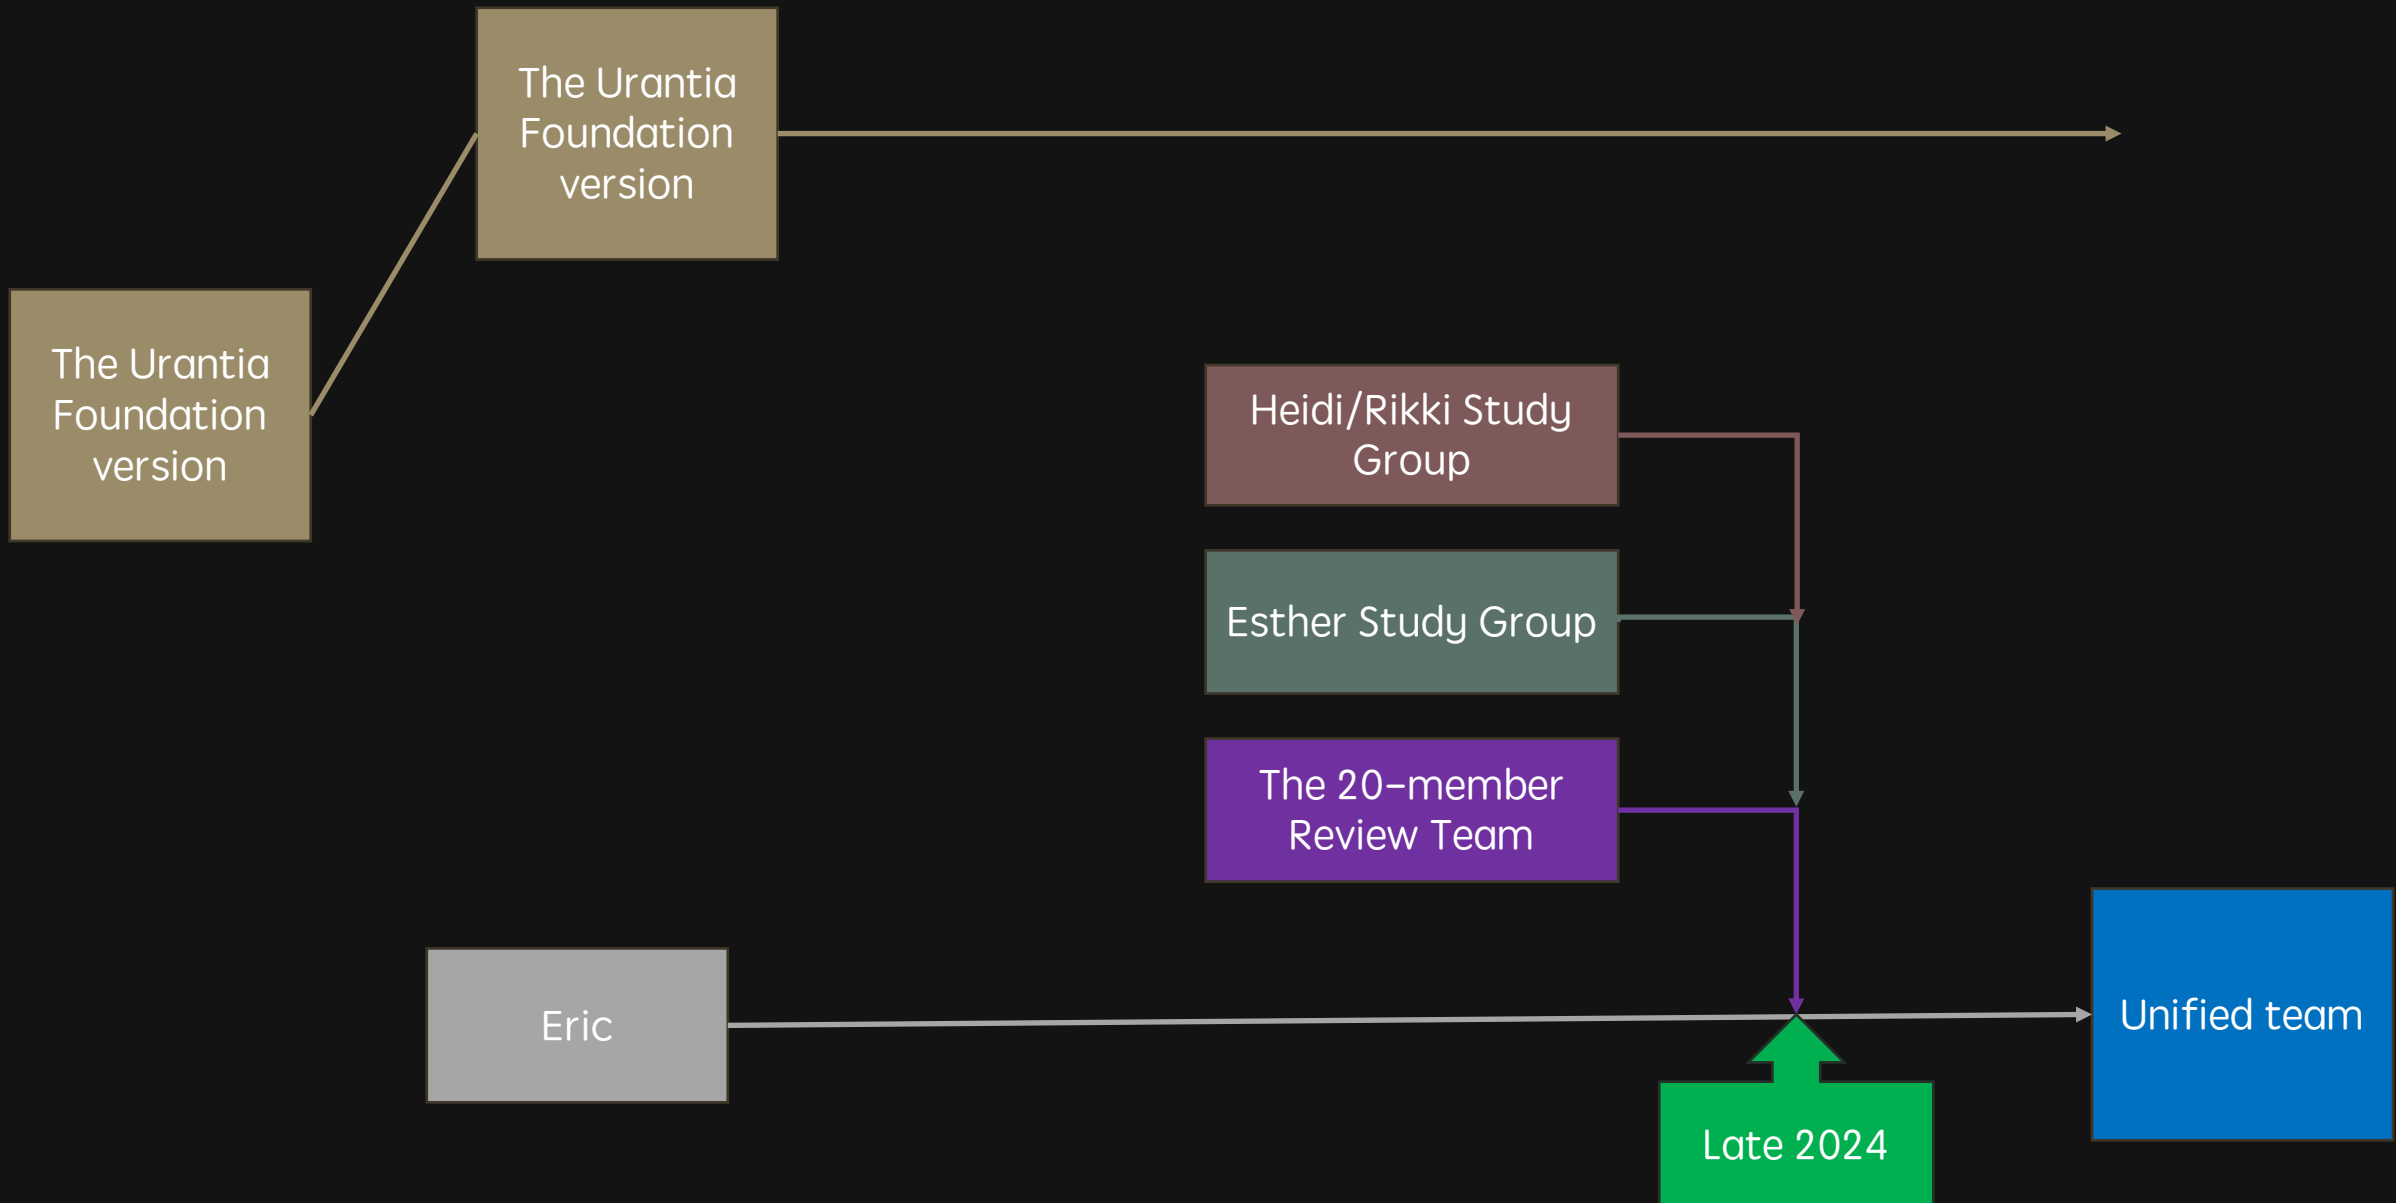 The Urantia
Foundation
version
The Urantia
Foundation
version
Heidi/Rikki Study
Group
Esther Study Group
The 20-member
Review Team
Eric
Unified team
Late 2024